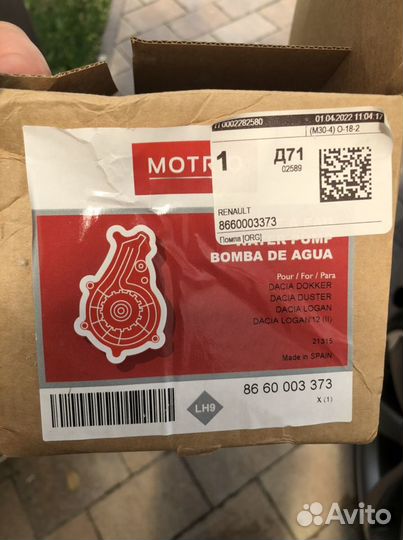 170002282580
01.04.2022 11:04:17
(М30-4) О-18-2
1
Д71
02589
MOTR
RENAULT
8660003373
Помпа [ORG]
WATER PUMP
BOMBA DE AGUA
Pour / For / Para
DACIA DOKKER
DACIA DUSTER
DACIA LOGAN
DACIA LOGAN'12 (II)
21315
Made in SPAIN
LH9
86 60 003 373
X (1)
Avito